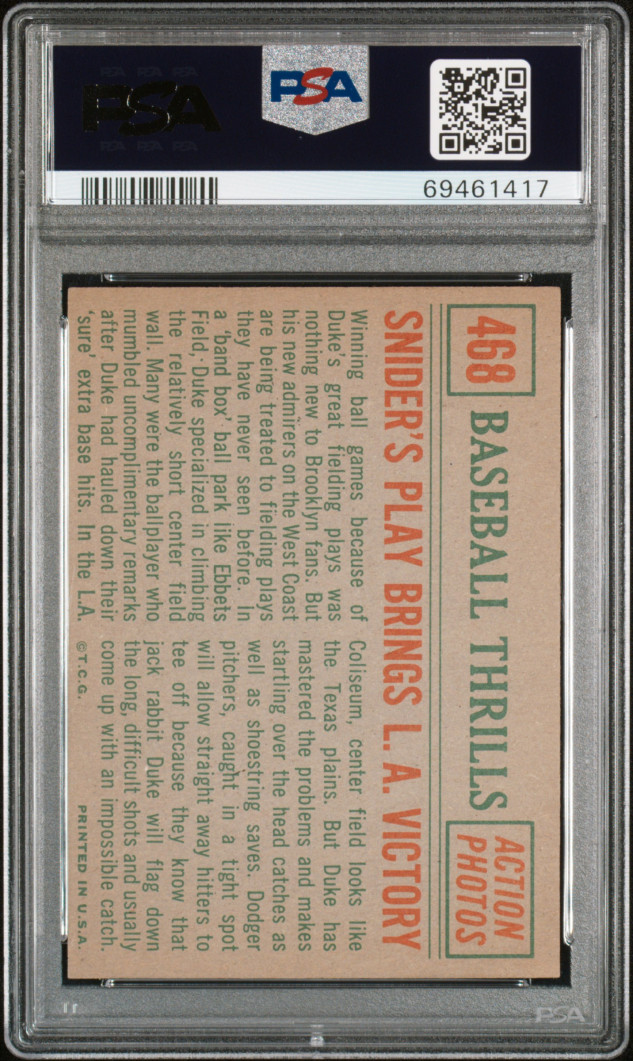 PSA
PSA
69461417
468 BASEBALL THRILLS ACTION PHOTOS
SNIDER'S PLAY BRINGS L. A. VICTORY
Winning ball games because of
Duke's great fielding plays was
nothing new to Brooklyn fans. But
his new admirers on the West Coast
are being treated to fielding plays
they have never seen before. In
a 'band box' ball park like Ebbets
Field, Duke specialized in climbing
the relatively short center field
wall. Many were the ballplayer who
mumbled uncomplimentary remarks
after Duke had hauled down their
'sure' extra base hits. In the L.A.
Coliseum, center field looks like
the Texas plains. But Duke has
mastered the problems and makes
startling over the head catches as
well as shoestring saves. Dodger
pitchers, caught in a tight spot
will allow straight away hitters to
tee off because they know that
jack rabbit Duke will flag down
the long, difficult shots and usually
come up with an impossible catch.
©T.C.G. PRINTED IN U.S.A.
PSA